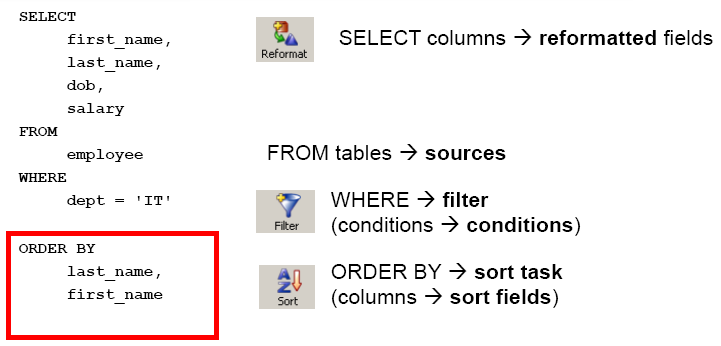 SELECT
first_name,
last_name,
dob,
salary
FROM
employee
WHERE
dept = 'IT'
ORDER BY
last_name,
first_name
Reformat
SELECT columns → reformatted fields
FROM tables → sources
Filter
WHERE → filter
(conditions → conditions)
A
Z
Sort
ORDER BY → sort task
(columns → sort fields)